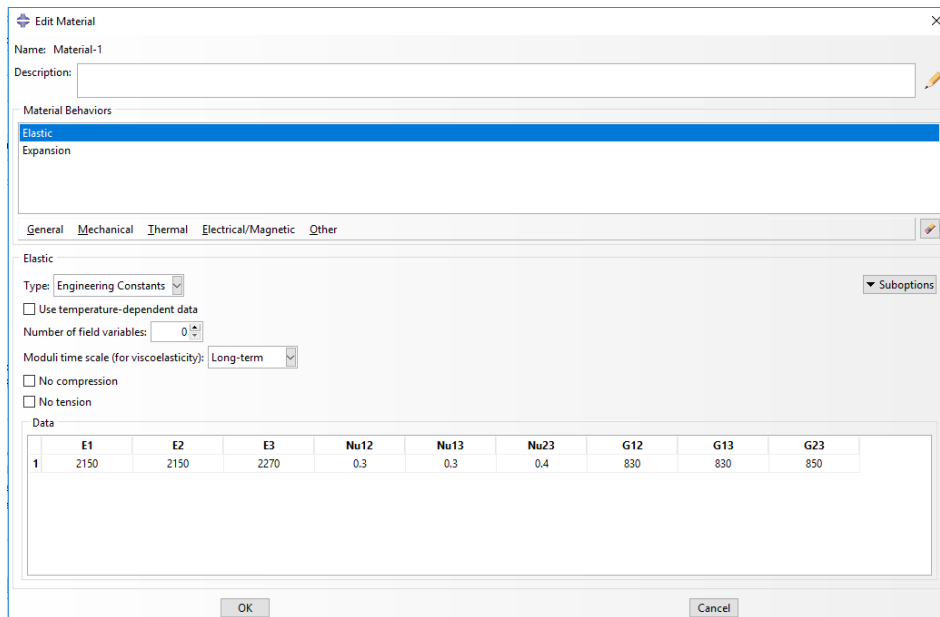 Edit Material
Name: Material-1
Description:
Material Behaviors
Elastic
Expansion
General Mechanical Thermal Electrical/Magnetic Other
Elastic
Type: Engineering Constants
Suboptions
Use temperature-dependent data
Number of field variables: 0
Moduli time scale (for viscoelasticity): Long-term
No compression
No tension
Data
E1 E2 E3 Nu12 Nu13 Nu23 G12 G13 G23
1 2150 2150 2270 0.3 0.3 0.4 830 830 850
OK Cancel